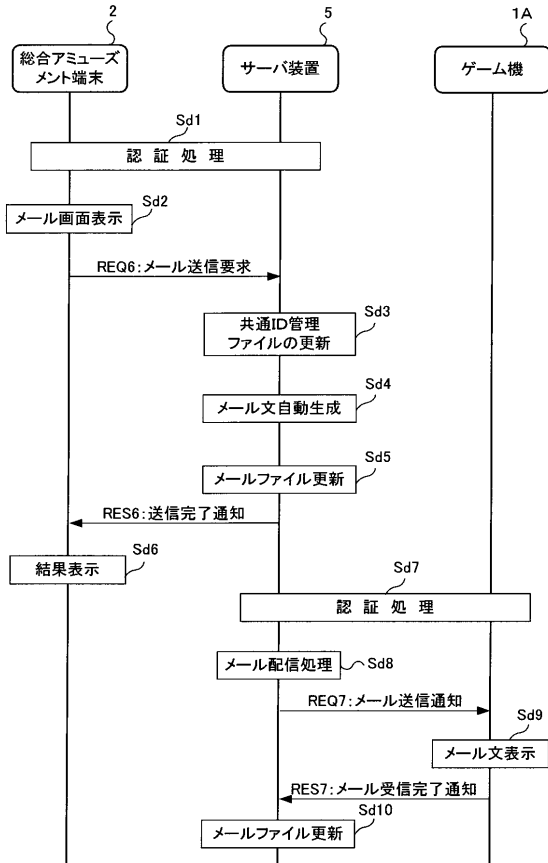 2
総合アミューズ
メント端末
5
サーバ装置
1A
ゲーム機
Sd1
認証処理
Sd2
メール画面表示
REQ6:メール送信要求
Sd3
共通ID管理
ファイルの更新
Sd4
メール文自動生成
Sd5
メールファイル更新
RES6:送信完了通知
Sd6
結果表示
Sd7
認証処理
メール配信処理
Sd8
REQ7:メール送信通知
Sd9
メール文表示
RES7:メール受信完了通知
Sd10
メールファイル更新